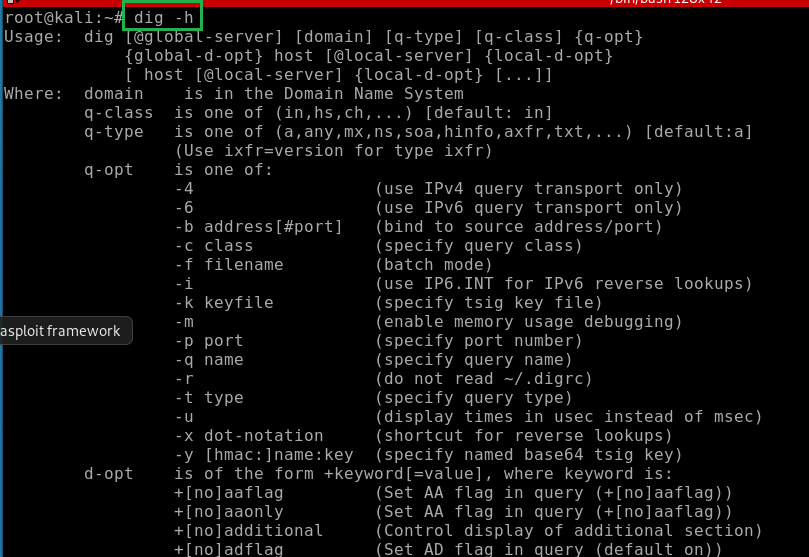 /bin/bash 128x42
root@kali:~# dig -h
Usage:  dig [@global-server] [domain] [q-type] [q-class] {q-opt}
            {global-d-opt} host [@local-server] {local-d-opt}
            [ host [@local-server] {local-d-opt} [...]]
Where:  domain     is in the Domain Name System
        q-class  is one of (in,hs,ch,...) [default: in]
        q-type   is one of (a,any,mx,ns,soa,hinfo,axfr,txt,...) [default:a]
                 (Use ixfr=version for type ixfr)
        q-opt    is one of:
                 -4                  (use IPv4 query transport only)
                 -6                  (use IPv6 query transport only)
                 -b address[#port]   (bind to source address/port)
                 -c class            (specify query class)
                 -f filename         (batch mode)
                 -i                  (use IP6.INT for IPv6 reverse lookups)
                 -k keyfile          (specify tsig key file)
                 -m                  (enable memory usage debugging)
asploit framework
                 -p port             (specify port number)
                 -q name             (specify query name)
                 -r                  (do not read ~/.digrc)
                 -t type             (specify query type)
                 -u                  (display times in usec instead of msec)
                 -x dot-notation     (shortcut for reverse lookups)
                 -y [hmac:]name:key  (specify named base64 tsig key)
        d-opt    is of the form +keyword[=value], where keyword is:
                 +[no]aaflag         (Set AA flag in query (+[no]aaflag))
                 +[no]aaonly         (Set AA flag in query (+[no]aaflag))
                 +[no]additional     (Control display of additional section)
                 +[no]adflag         (Set AD flag in query (default on))